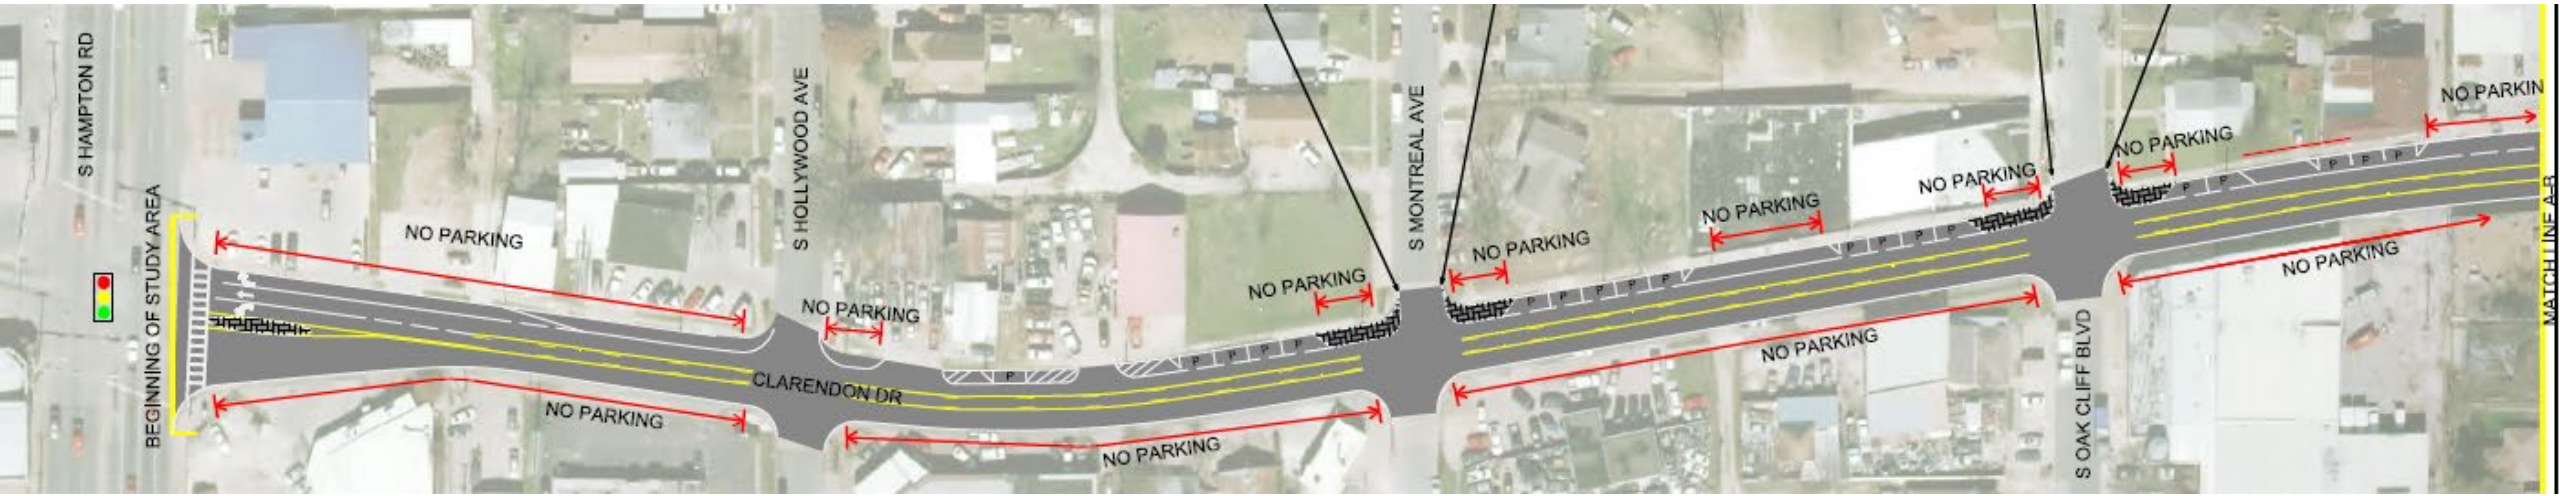 S HAMPTON RD
BEGINNING OF STUDY AREA
NO PARKING
NO PARKING
S HOLLYWOOD AVE
NO PARKING
CLARENDON DR
P
P
P
P
P
NO PARKING
NO PARKING
S MONTREAL AVE
NO PARKING
P
P
P
P
P
NO PARKING
P
P
P
P
NO PARKING
NO PARKING
S OAK CLIFF BLVD
NO PARKING
P
P
P
P
P
NO PARKIN
NO PARKING
MATCH LINE A-B